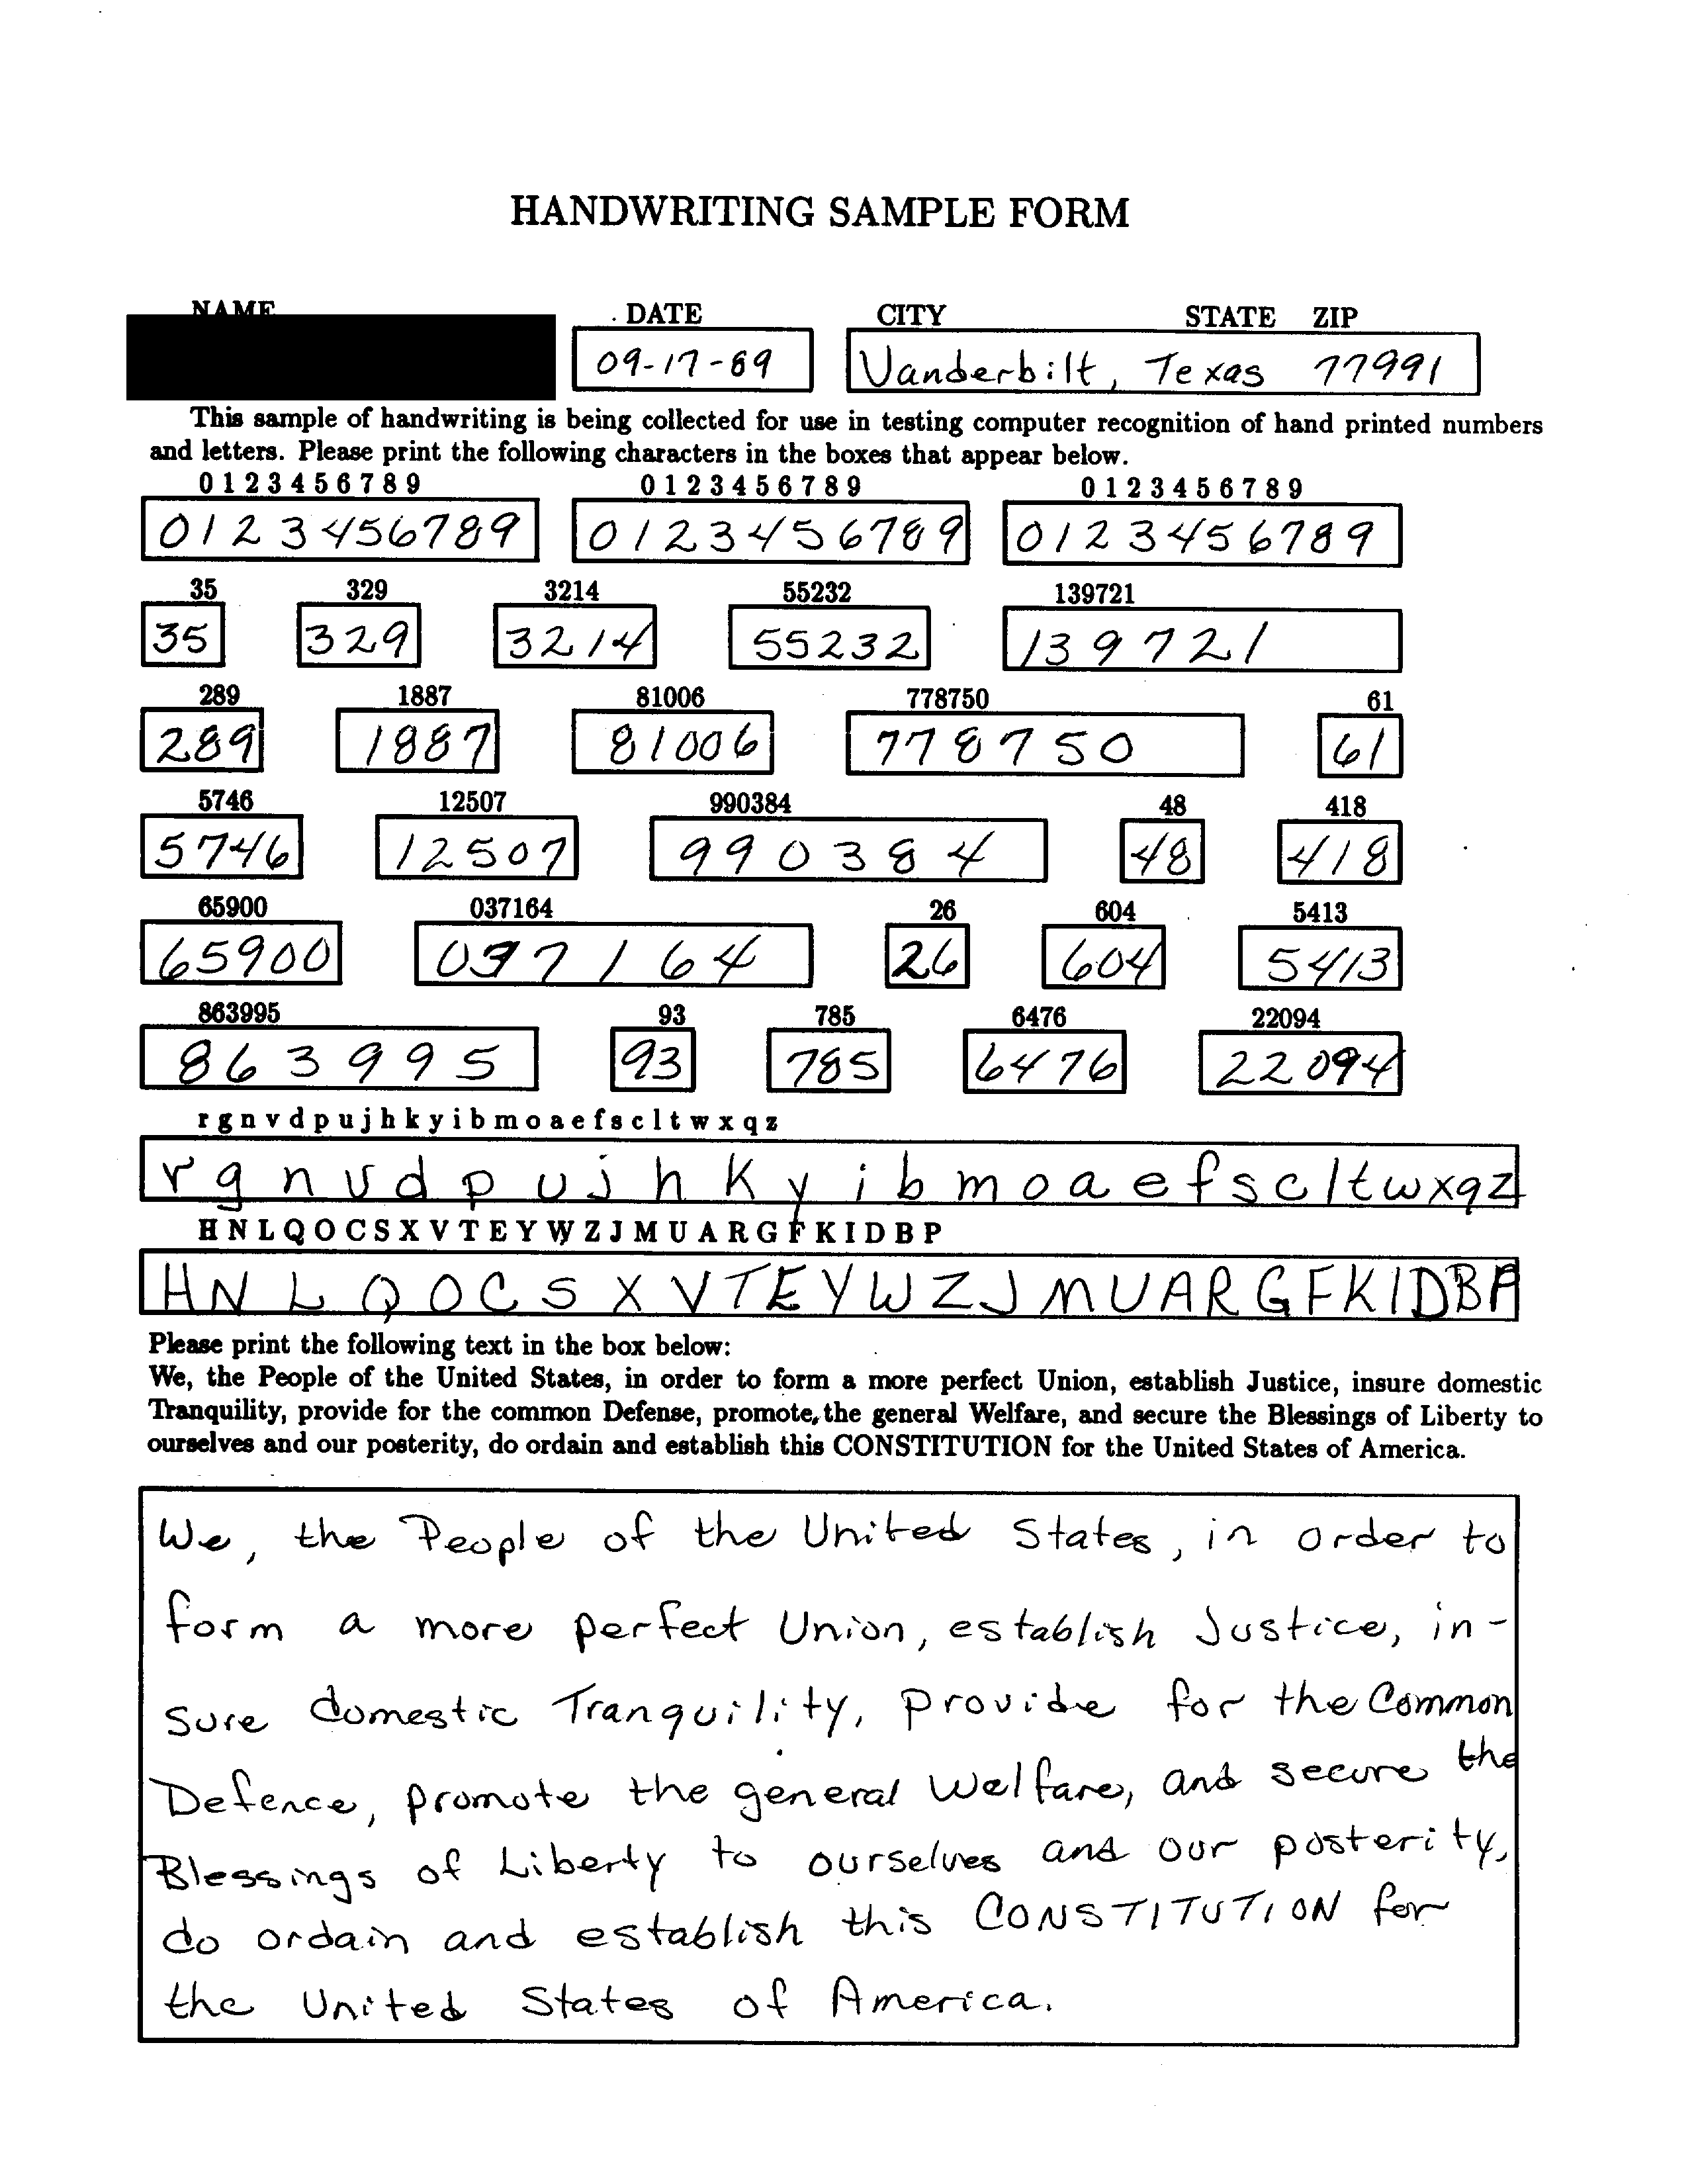 HANDWRITING SAMPLE FORM
NAME DATE CITY STATE ZIP
09-17-89 Vanderbilt, Texas 77991
This sample of handwriting is being collected for use in testing computer recognition of hand printed numbers
and letters. Please print the following characters in the boxes that appear below.
0 1 2 3 4 5 6 7 8 9 0 1 2 3 4 5 6 7 8 9 0 1 2 3 4 5 6 7 8 9
0123456789 0123456789 0123456789
35 329 3214 55232 139721
35 329 3214 55232 139721
289 1887 81006 778750 61
289 1887 81006 778750 61
5746 12507 990384 48 418
5746 12507 990384 48 418
65900 037164 26 604 5413
65900 037164 26 604 5413
863995 93 785 6476 22094
863995 93 785 6476 22094
r g n v d p u j h k y i b m o a e f s c l t w x q z
r g n v d p u j h k y i b m o a e f s c l t w x q z
H N L Q O C S X V T E Y W Z J M U A R G F K I D B P
H N L Q O C S X V T E Y W Z J M U A R G F K I D B P
Please print the following text in the box below:
We, the People of the United States, in order to form a more perfect Union, establish Justice, insure domestic
Tranquility, provide for the common Defense, promote, the general Welfare, and secure the Blessings of Liberty to
ourselves and our posterity, do ordain and establish this CONSTITUTION for the United States of America.
We, the People of the United States, in order to
form a more perfect Union, establish Justice, in-
sure domestic Tranquility, provide for the Common
Defence, promote the general Welfare, and secure the
Blessings of Liberty to ourselves and our posterity,
do ordain and establish this CONSTITUTION for
the United States of America.